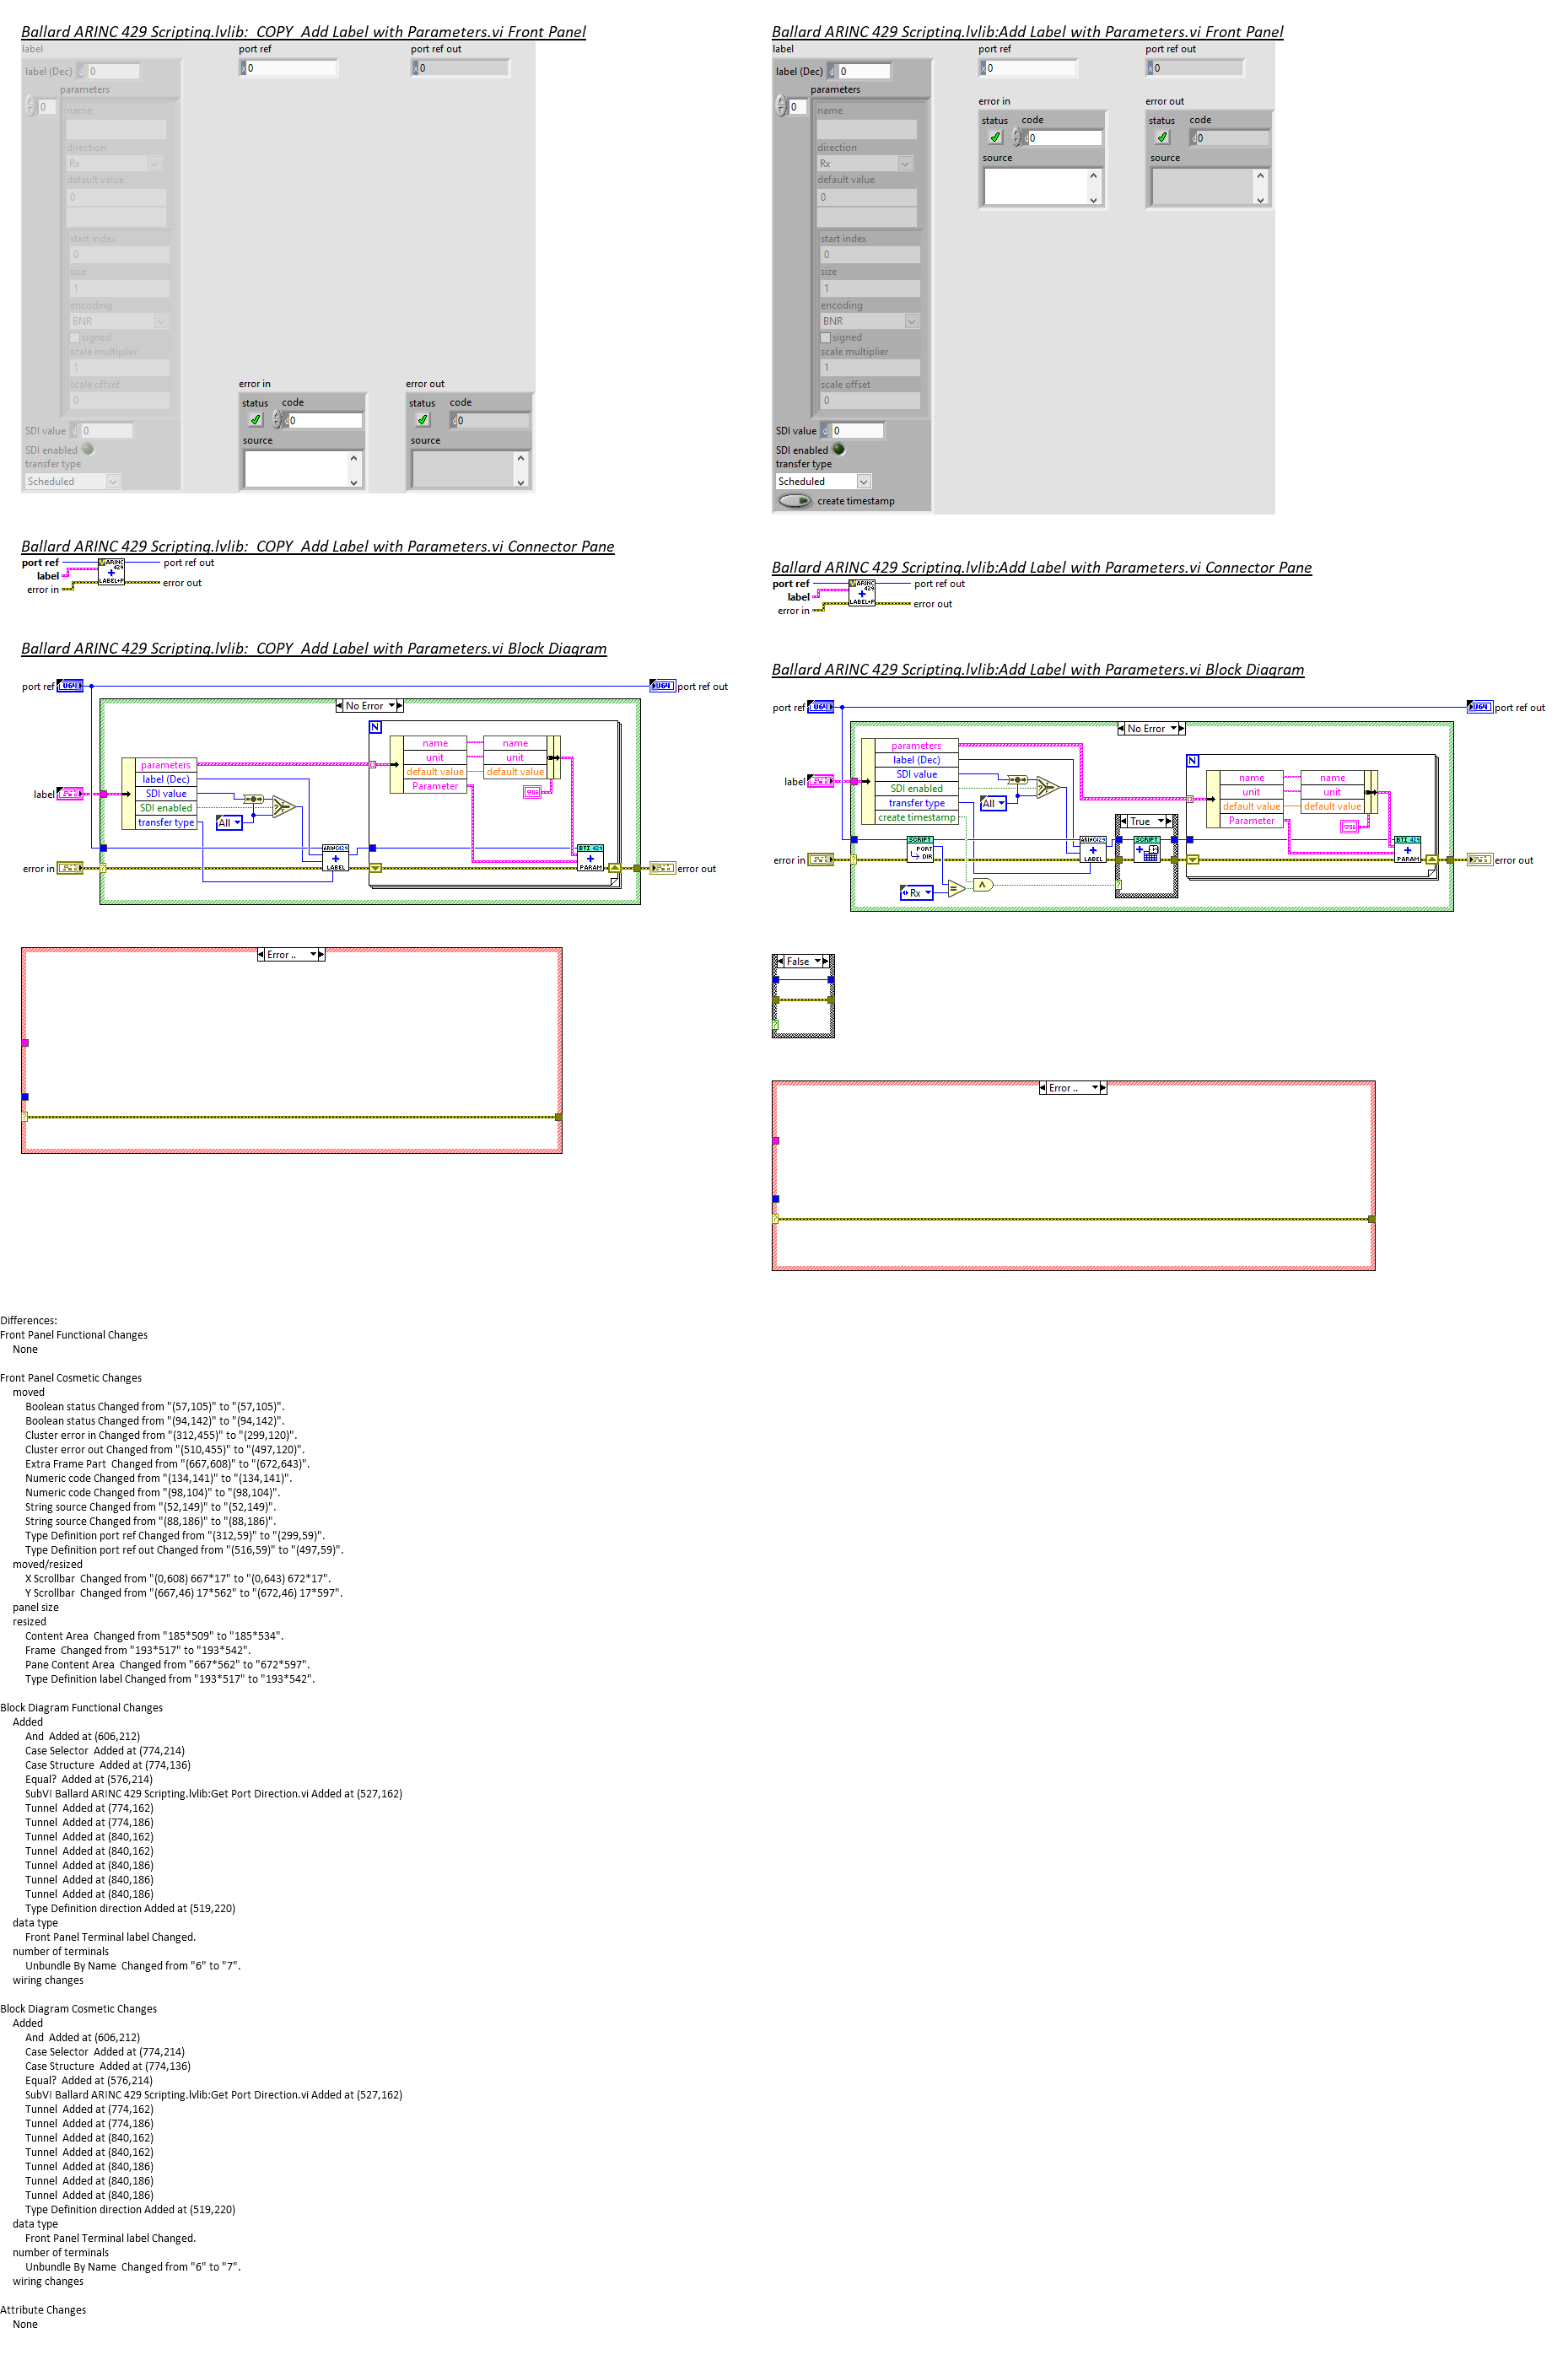 Ballard ARINC 429 Scripting.lvlib:_COPY_Add Label with Parameters.vi Front Panel
label
port ref
port ref out
label (Dec)
d 0
x 0
x 0
parameters
0
name
direction
Rx
default value
0
start index
0
size
1
encoding
BNR
signed
scale multiplier
1
scale offset
0
error in
error out
status
code
status
code
d 0
d 0
source
source
SDI value
d 0
SDI enabled
transfer type
Scheduled
Ballard ARINC 429 Scripting.lvlib:Add Label with Parameters.vi Front Panel
label
port ref
port ref out
label (Dec)
d 0
x 0
x 0
parameters
0
error in
error out
name
status
code
status
code
d 0
d 0
direction
Rx
source
source
default value
0
start index
0
size
1
encoding
BNR
signed
scale multiplier
1
scale offset
0
SDI value
d 0
SDI enabled
transfer type
Scheduled
create timestamp
Ballard ARINC 429 Scripting.lvlib:_COPY_Add Label with Parameters.vi Connector Pane
port ref
port ref out
label
error in
error out
ARINC
429
LABEL+P
Ballard ARINC 429 Scripting.lvlib:Add Label with Parameters.vi Connector Pane
port ref
port ref out
label
error in
error out
ARINC
429
LABEL+P
Ballard ARINC 429 Scripting.lvlib:_COPY_Add Label with Parameters.vi Block Diagram
port ref
U64
U64
port ref out
No Error
N
name
name
unit
unit
default value
default value
Parameter
parameters
label (Dec)
SDI value
SDI enabled
transfer type
label
All
ARINC429
LABEL
BTI 429
PARAM
error in
error out
Error ..
Ballard ARINC 429 Scripting.lvlib:Add Label with Parameters.vi Block Diagram
port ref
U64
U64
port ref out
No Error
parameters
label (Dec)
SDI value
SDI enabled
transfer type
create timestamp
label
All
N
name
name
unit
unit
default value
default value
Parameter
True
SCRIPT
PORT
DIR
ARINC429
LABEL
SCRIPT
BTI 429
PARAM
error in
error out
Rx
False
Error ..
Differences:
Front Panel Functional Changes
None
Front Panel Cosmetic Changes
moved
Boolean status Changed from "(57,105)" to "(57,105)".
Boolean status Changed from "(94,142)" to "(94,142)".
Cluster error in Changed from "(312,455)" to "(299,120)".
Cluster error out Changed from "(510,455)" to "(497,120)".
Extra Frame Part  Changed from "(667,608)" to "(672,643)".
Numeric code Changed from "(134,141)" to "(134,141)".
Numeric code Changed from "(98,104)" to "(98,104)".
String source Changed from "(52,149)" to "(52,149)".
String source Changed from "(88,186)" to "(88,186)".
Type Definition port ref Changed from "(312,59)" to "(299,59)".
Type Definition port ref out Changed from "(516,59)" to "(497,59)".
moved/resized
X Scrollbar  Changed from "(0,608) 667*17" to "(0,643) 672*17".
Y Scrollbar  Changed from "(667,46) 17*562" to "(672,46) 17*597".
panel size
resized
Content Area  Changed from "185*509" to "185*534".
Frame  Changed from "193*517" to "193*542".
Pane Content Area  Changed from "667*562" to "672*597".
Type Definition label Changed from "193*517" to "193*542".
Block Diagram Functional Changes
Added
And  Added at (606,212)
Case Selector  Added at (774,214)
Case Structure  Added at (774,136)
Equal?  Added at (576,214)
SubVI Ballard ARINC 429 Scripting.lvlib:Get Port Direction.vi Added at (527,162)
Tunnel  Added at (774,162)
Tunnel  Added at (774,186)
Tunnel  Added at (840,162)
Tunnel  Added at (840,162)
Tunnel  Added at (840,186)
Tunnel  Added at (840,186)
Tunnel  Added at (840,186)
Type Definition direction Added at (519,220)
data type
Front Panel Terminal label Changed.
number of terminals
Unbundle By Name  Changed from "6" to "7".
wiring changes
Block Diagram Cosmetic Changes
Added
And  Added at (606,212)
Case Selector  Added at (774,214)
Case Structure  Added at (774,136)
Equal?  Added at (576,214)
SubVI Ballard ARINC 429 Scripting.lvlib:Get Port Direction.vi Added at (527,162)
Tunnel  Added at (774,162)
Tunnel  Added at (774,186)
Tunnel  Added at (840,162)
Tunnel  Added at (840,162)
Tunnel  Added at (840,186)
Tunnel  Added at (840,186)
Tunnel  Added at (840,186)
Type Definition direction Added at (519,220)
data type
Front Panel Terminal label Changed.
number of terminals
Unbundle By Name  Changed from "6" to "7".
wiring changes
Attribute Changes
None